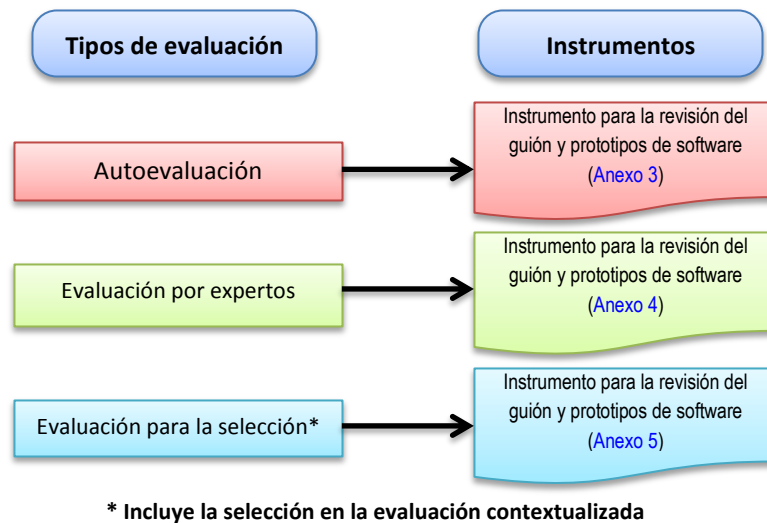 Tipos de evaluación
Instrumentos
Autoevaluación
Instrumento para la revisión del
guión y prototipos de software
(Anexo 3)
Evaluación por expertos
Instrumento para la revisión del
guión y prototipos de software
(Anexo 4)
Evaluación para la selección*
Instrumento para la revisión del
guión y prototipos de software
(Anexo 5)
* Incluye la selección en la evaluación contextualizada